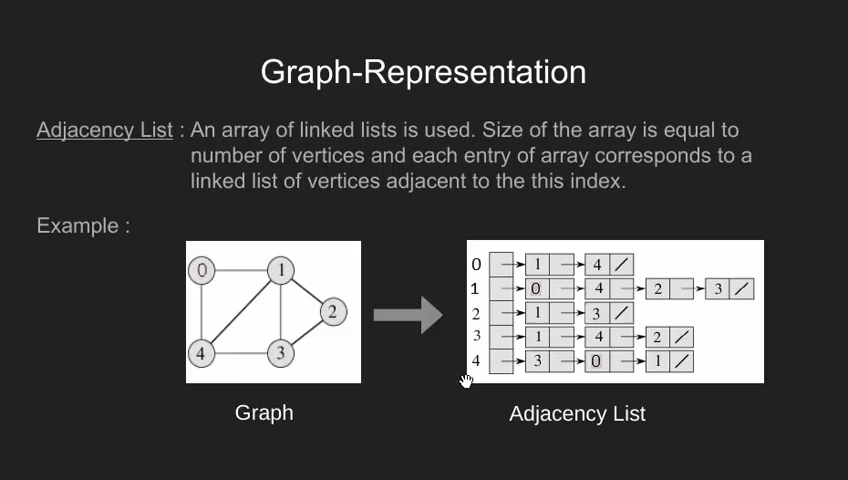 Graph-Representation
Adjacency List : An array of linked lists is used. Size of the array is equal to
number of vertices and each entry of array corresponds to a
linked list of vertices adjacent to the this index.
Example :
0 1
2
4 3
0 1 4
1 0 4 2 3
2 1 3
3 1 4 2
4 3 0 1
Graph
Adjacency List